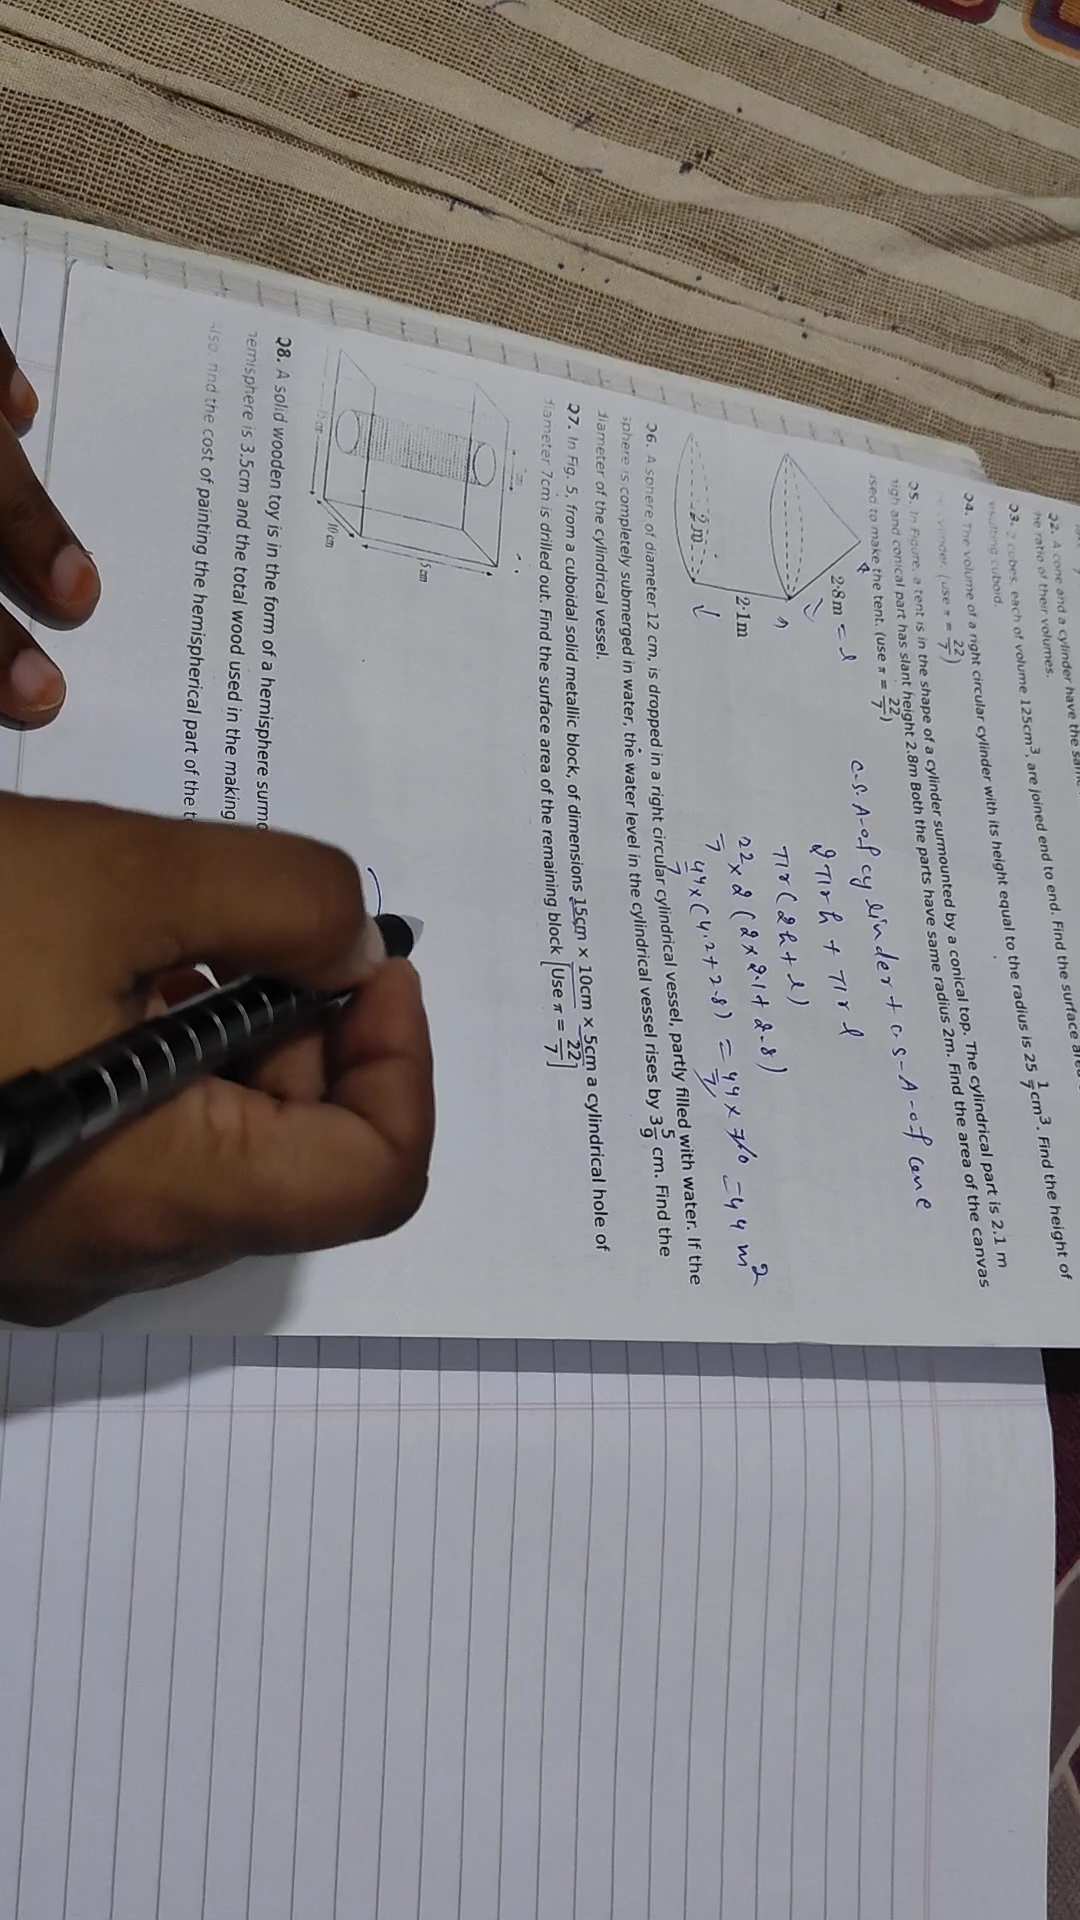 Q2. A cone and a cylinder have the
he ratio of their volumes.
Q3. 2 cubes, each of volume 125cm³, are joined end to end. Find the surface
resulting cuboid.
Q4. The volume of a right circular cylinder with its height equal to the radius is 25 1/7 cm³. Find the height of
cylinder. (use π = 22/7)
Q5. In Figure, a tent is in the shape of a cylinder surmounted by a conical top. The cylindrical part is 2.1 m
high and conical part has slant height 2.8m Both the parts have same radius 2m. Find the area of the canvas
used to make the tent. (use π = 22/7)
C.S.A-of cylinder + C.S-A-of cone
2πrh + πrl
πr(2h+l)
22/7 × 2 (2×2.1+2.8)
44/7 × (4.2+2.8) = 44/7 × 7.0 = 44 m²
2.8m = l
2.1m
2m
Q6. A sphere of diameter 12 cm, is dropped in a right circular cylindrical vessel, partly filled with water. If the
sphere is completely submerged in water, the water level in the cylindrical vessel rises by 3 5/9 cm. Find the
diameter of the cylindrical vessel.
Q7. In Fig. 5, from a cuboidal solid metallic block, of dimensions 15cm × 10cm × 5cm a cylindrical hole of
diameter 7cm is drilled out. Find the surface area of the remaining block [Use π = 22/7]
5 cm
10 cm
15 cm
Q8. A solid wooden toy is in the form of a hemisphere surmo
hemisphere is 3.5cm and the total wood used in the making
Also, find the cost of painting the hemispherical part of the t